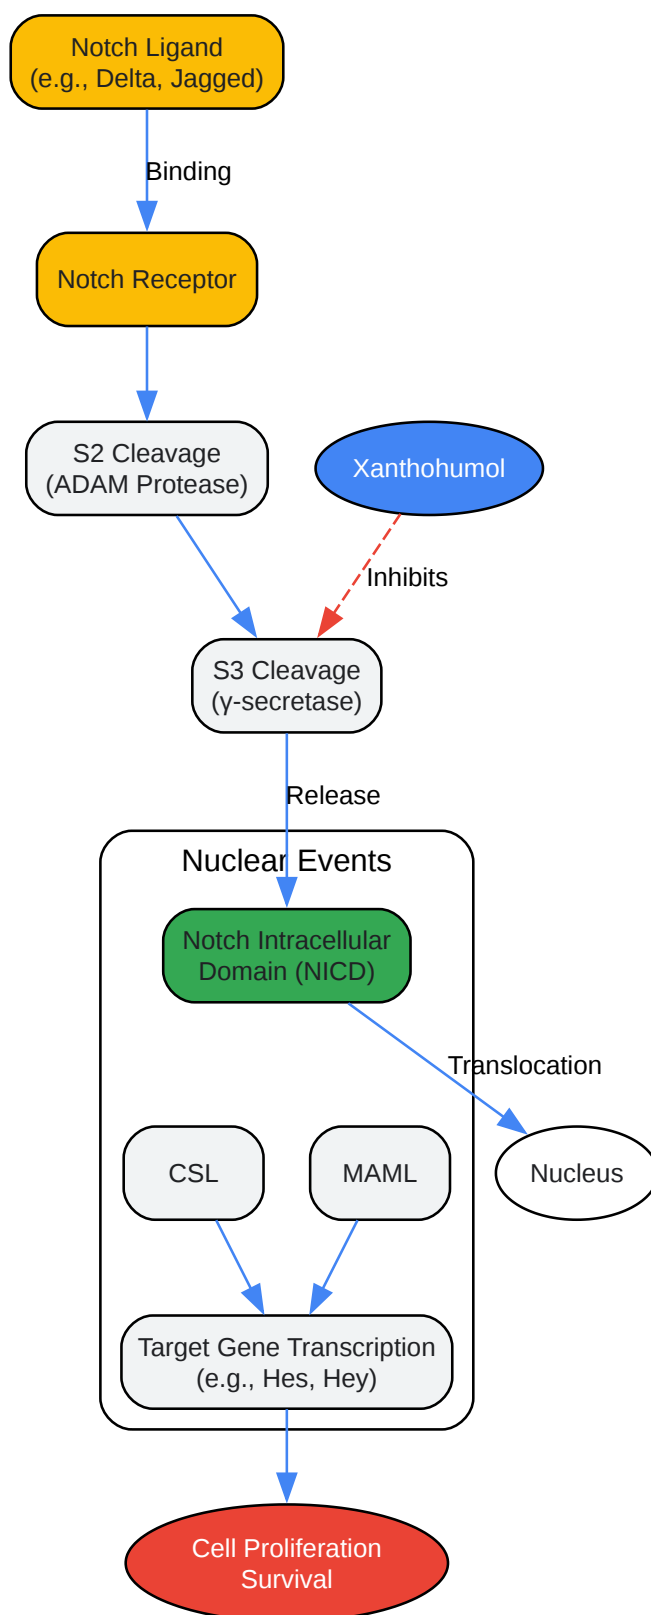 Notch Ligand
(e.g., Delta, Jagged)
Binding
Notch Receptor
S2 Cleavage
(ADAM Protease)
Xanthohumol
Inhibits
S3 Cleavage
(γ-secretase)
Release
Nuclear Events
Notch Intracellular
Domain (NICD)
Translocation
CSL
MAML
Nucleus
Target Gene Transcription
(e.g., Hes, Hey)
Cell Proliferation
Survival